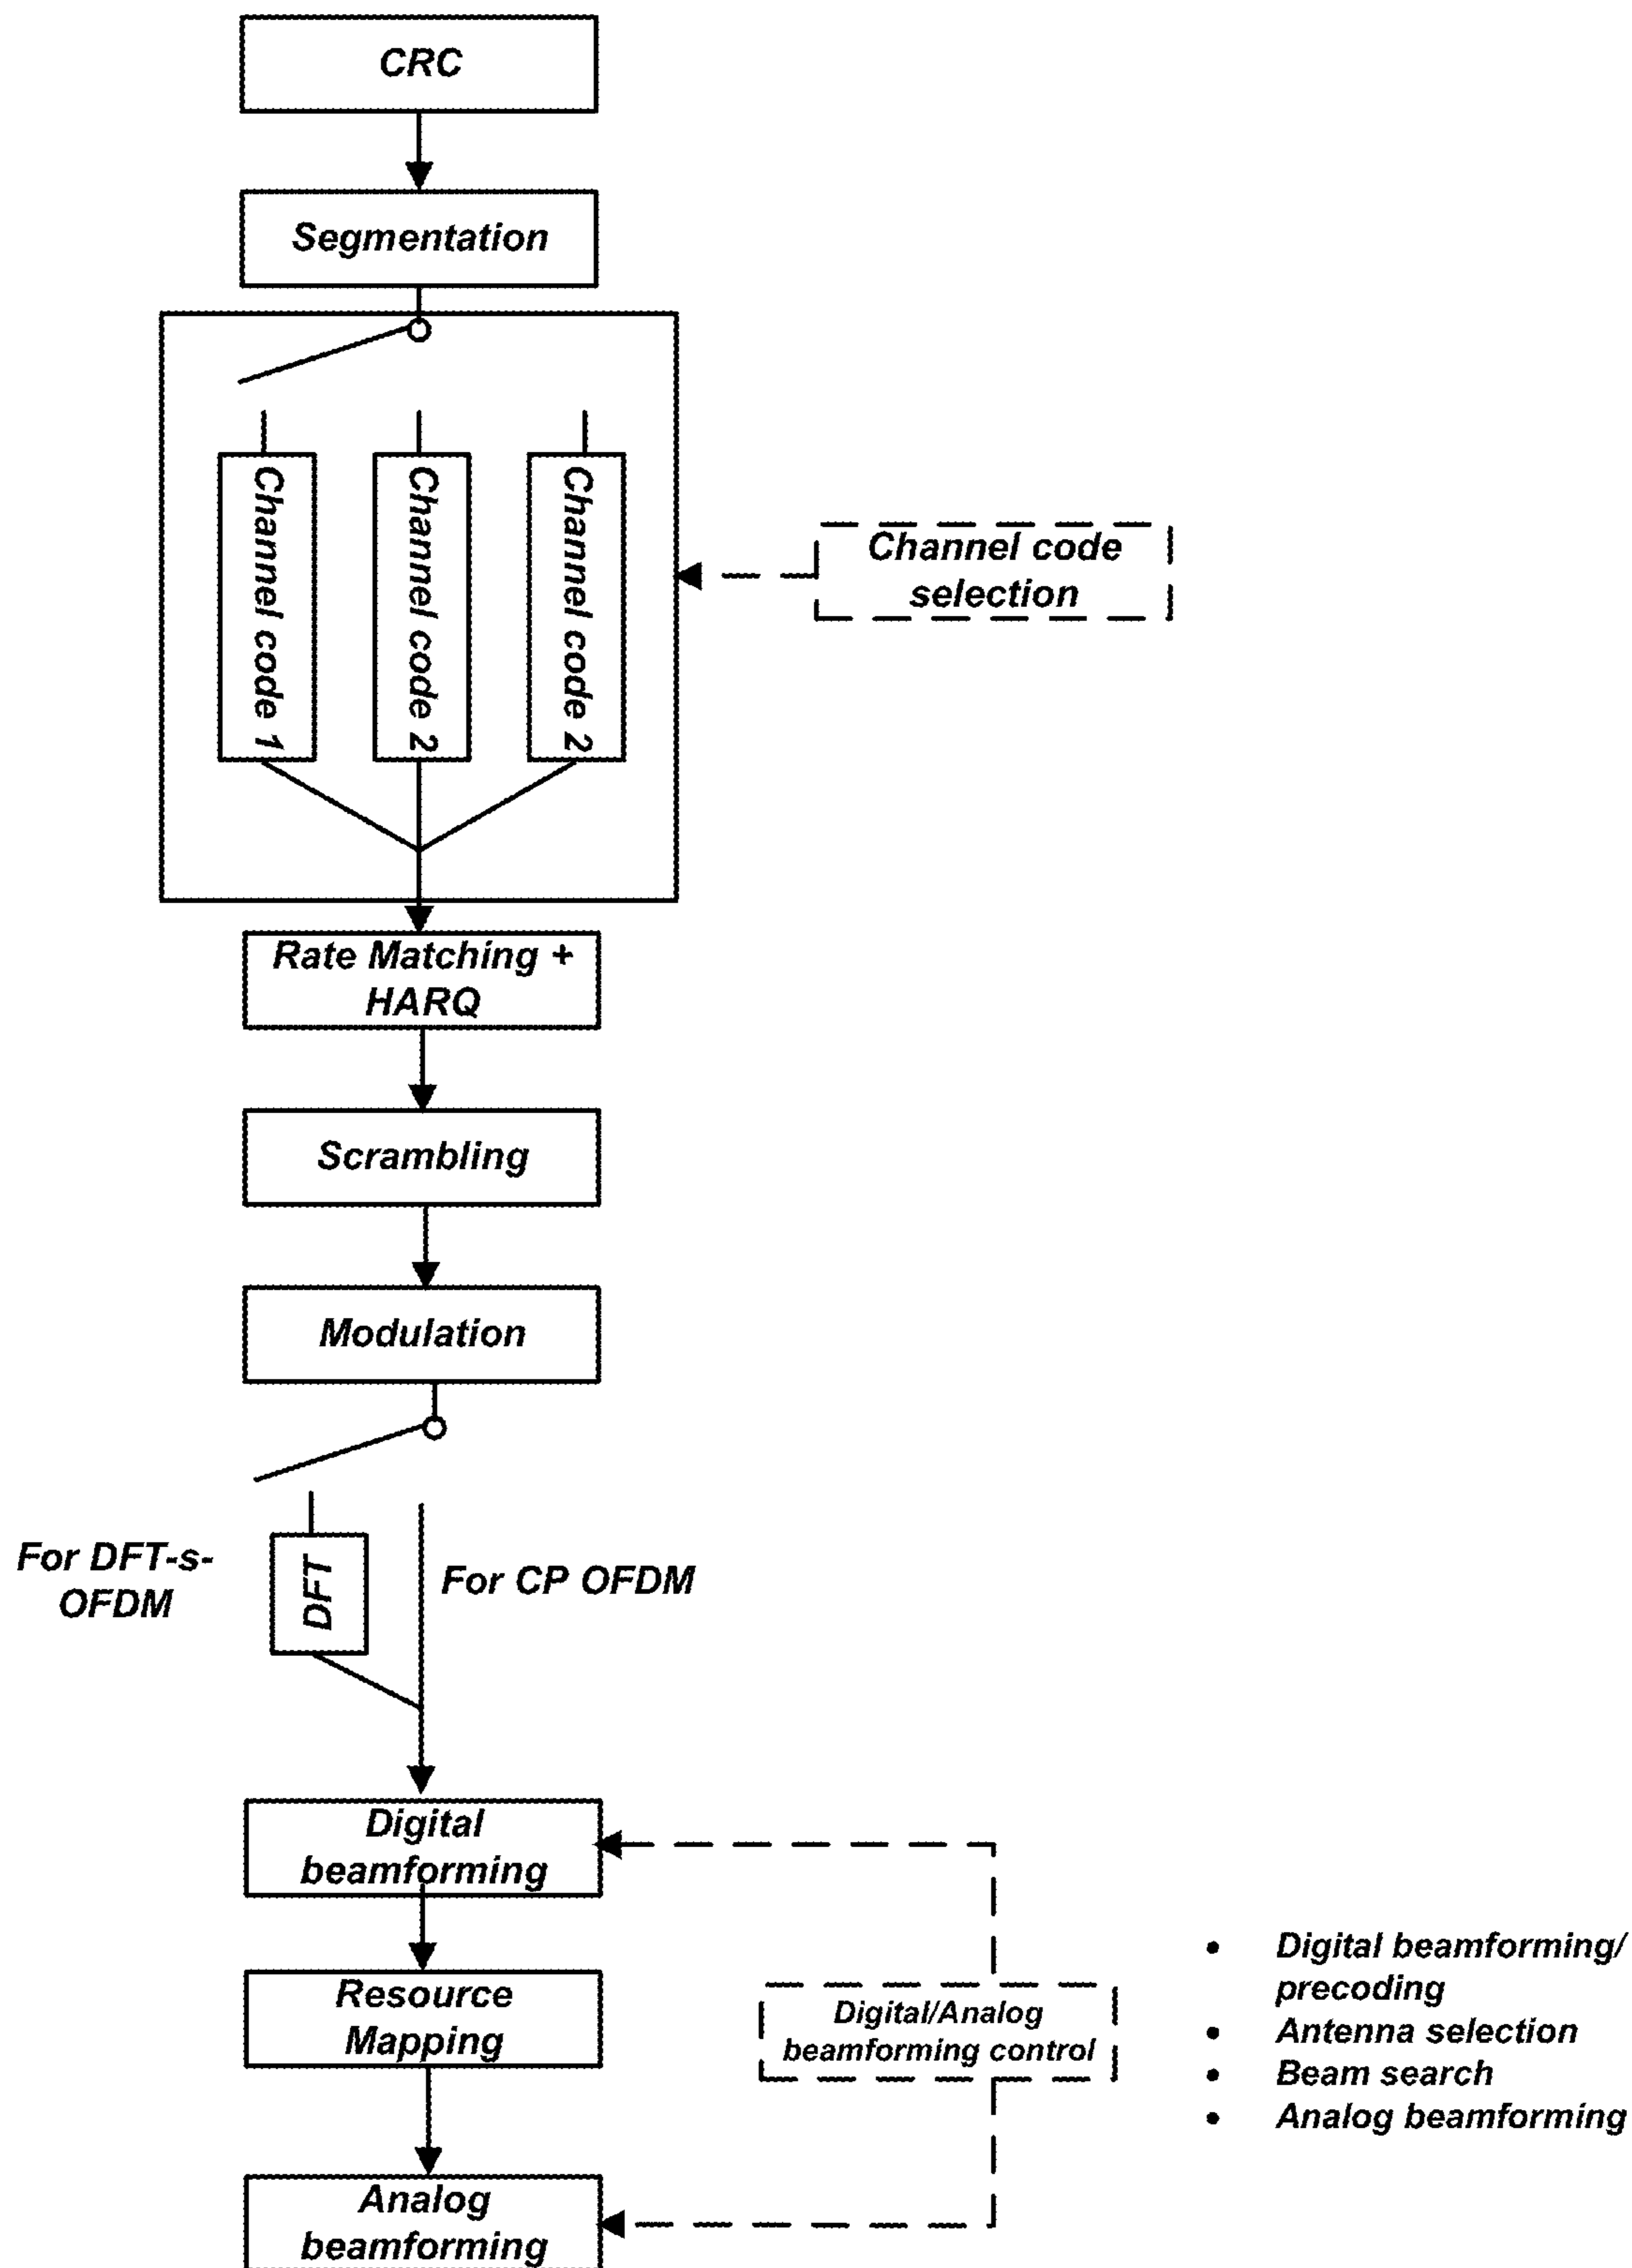 CRC
Segmentation
Channel code 1
Channel code 2
Channel code 2
Channel code
selection
Rate Matching +
HARQ
Scrambling
Modulation
For DFT-s-
OFDM
DFT
For CP OFDM
Digital
beamforming
Resource
Mapping
Digital/Analog
beamforming control
• Digital beamforming/
precoding
• Antenna selection
• Beam search
• Analog beamforming
Analog
beamforming